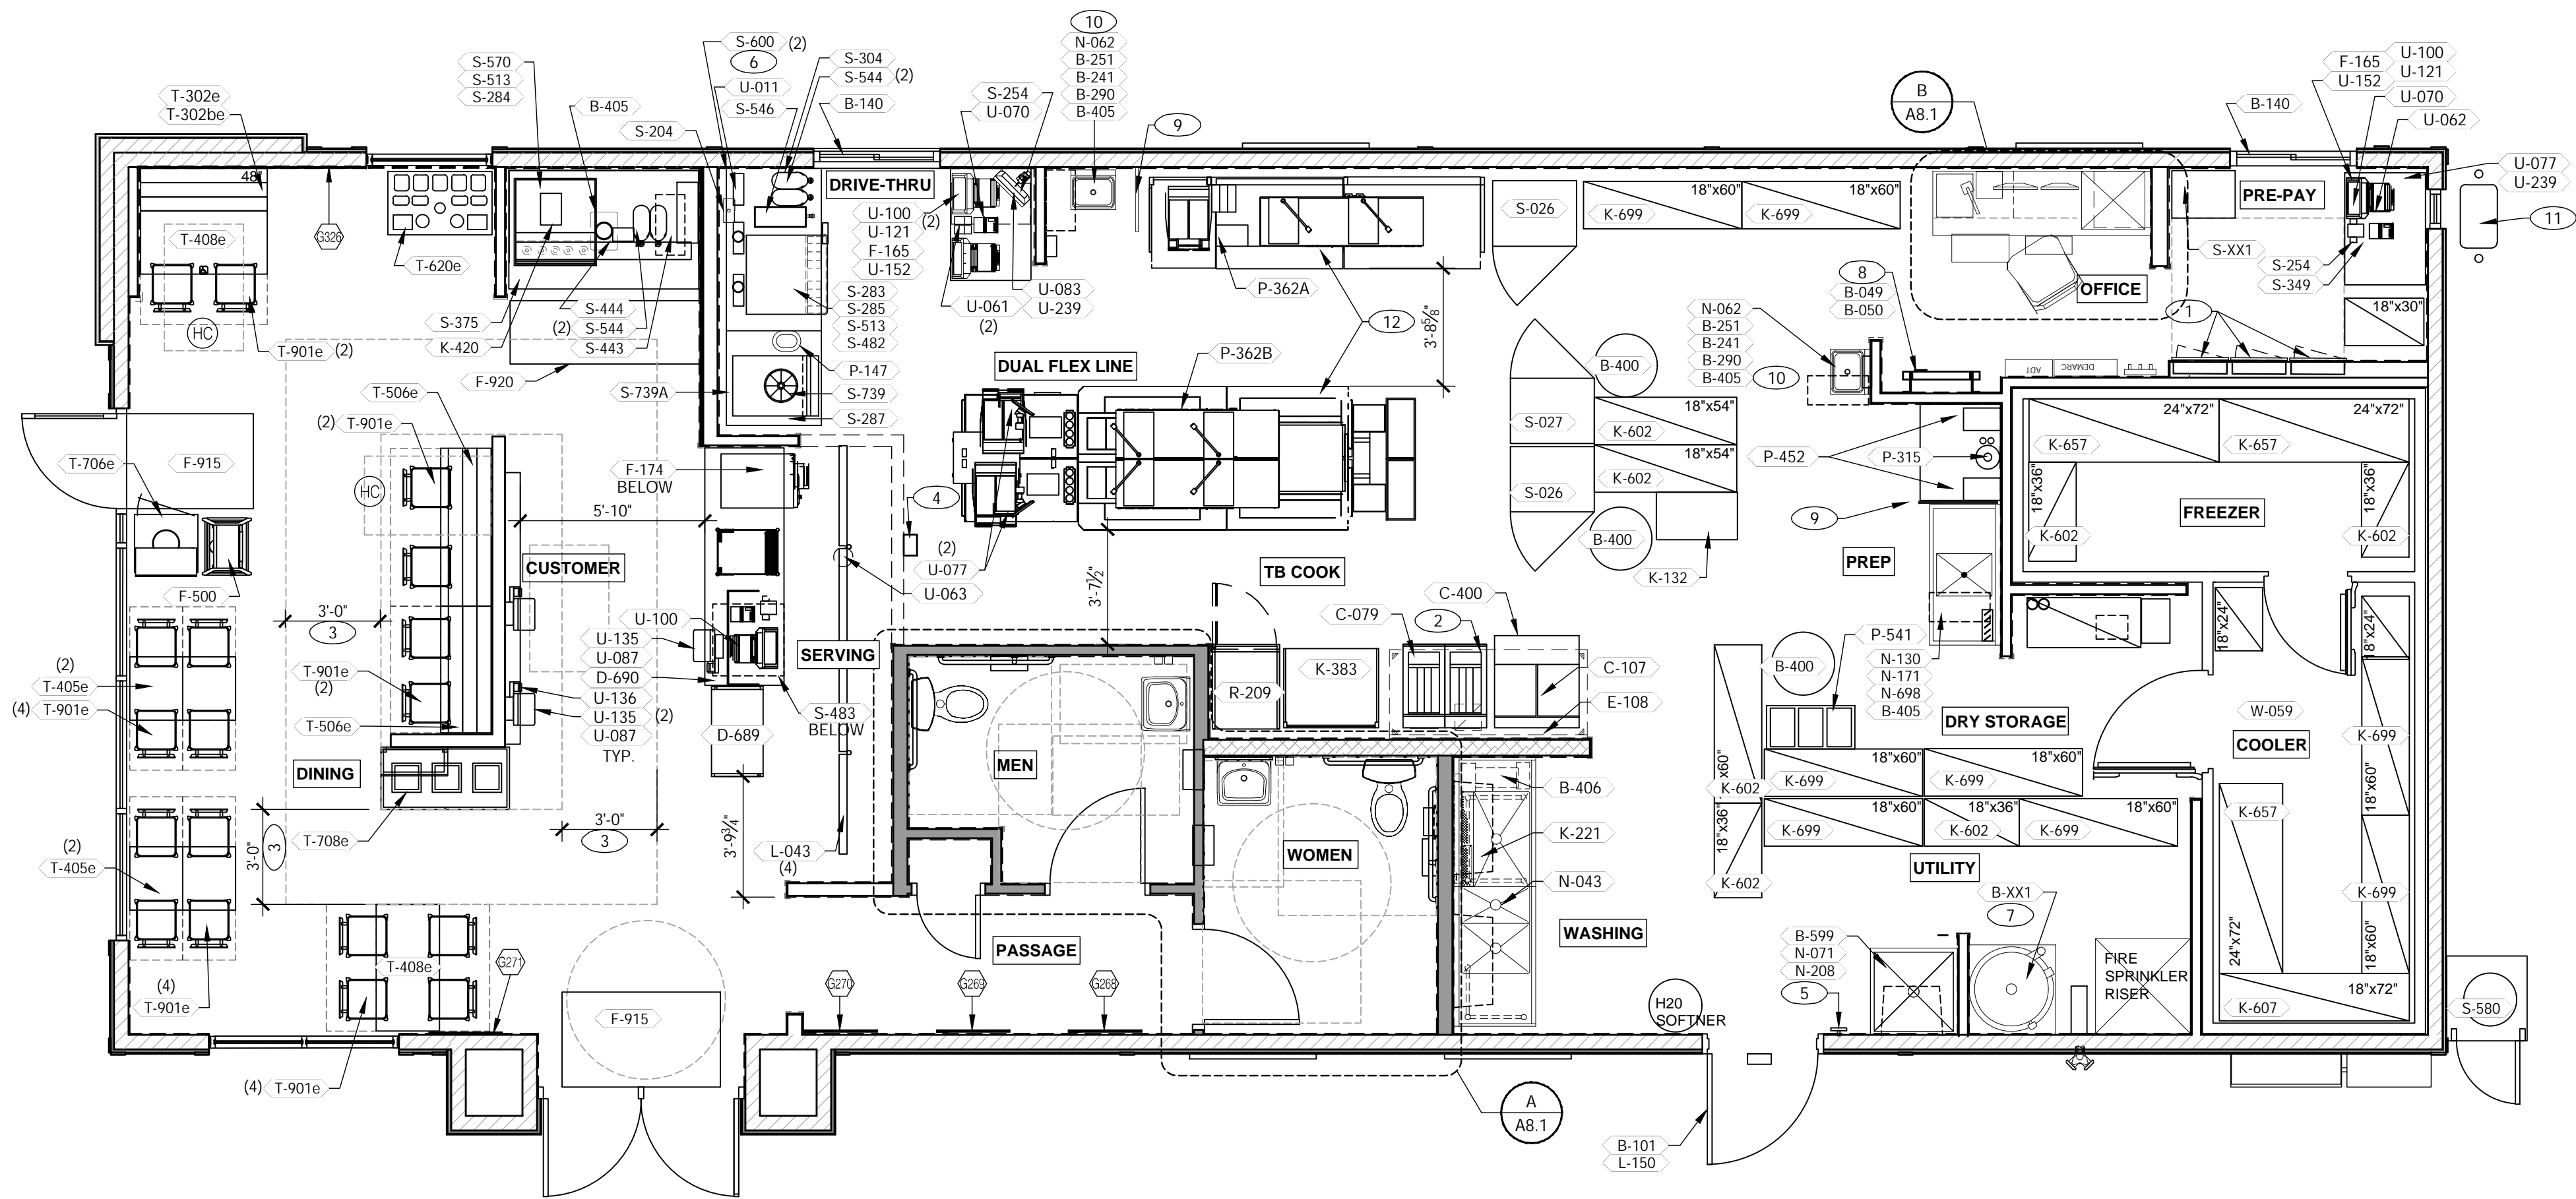 10
S-600 (2)
6
U-011
S-546
S-304
S-544 (2)
B-140
N-062
B-251
B-241
B-290
B-405
S-570
S-513
S-284
B-405
S-204
S-254
U-070
9
B
A8.1
B-140
F-165
U-152
U-100
U-121
U-070
U-062
T-302e
T-302be
48"
T-408e
HC
T-901e (2)
G326
T-620e
S-375
K-420
S-444
(2) S-544
S-443
F-920
DRIVE-THRU
U-100
(2)
U-121
F-165
U-152
S-283
S-285
S-513
S-482
P-147
S-739A
S-739
S-287
U-061
(2)
U-083
U-239
P-362A
12
3'-8⅝"
S-026
K-699
18"x60"
K-699
18"x60"
OFFICE
PRE-PAY
S-XX1
S-254
S-349
U-077
U-239
11
18"x30"
1
8
B-049
B-050
N-062
B-251
B-241
B-290
B-405
10
ADT
DEMARC
DUAL FLEX LINE
P-362B
B-400
S-027
18"x54"
K-602
18"x54"
K-602
S-026
B-400
K-132
P-452
P-315
9
PREP
24"x72"
24"x72"
K-657
K-657
18"x36"
18"x36"
FREEZER
K-602
K-602
T-506e
(2) T-901e
T-706e
F-915
HC
F-500
F-174
BELOW
5'-10"
CUSTOMER
4
(2)
U-077
U-063
3'-7½"
TB COOK
C-079
2
C-400
3'-0"
3
U-100
U-135
U-087
D-690
U-136
U-135 (2)
U-087
TYP.
SERVING
S-483
BELOW
D-689
T-901e
(2)
T-506e
(2)
T-405e
(4) T-901e
DINING
R-209
K-383
C-107
E-108
B-400
P-541
N-130
N-171
N-698
B-405
DRY STORAGE
18"x24"
18"x24"
W-059
COOLER
K-699
18"x60"
MEN
WOMEN
B-406
K-221
N-043
WASHING
18"x60"
K-602
18"x36"
K-602
18"x60"
K-699
18"x60"
K-699
18"x60"
K-699
18"x36"
K-602
18"x60"
K-699
UTILITY
K-657
24"x72"
K-699
18"x60"
18"x72"
K-607
(2)
T-405e
3'-0"
3
T-708e
3'-0"
3
3'-9¾"
L-043
(4)
PASSAGE
(4)
T-901e
T-408e
G271
(4) T-901e
F-915
G270
G269
G268
H20
SOFTNER
B-599
N-071
N-208
5
B-XX1
7
FIRE
SPRINKLER
RISER
S-580
A
A8.1
B-101
L-150